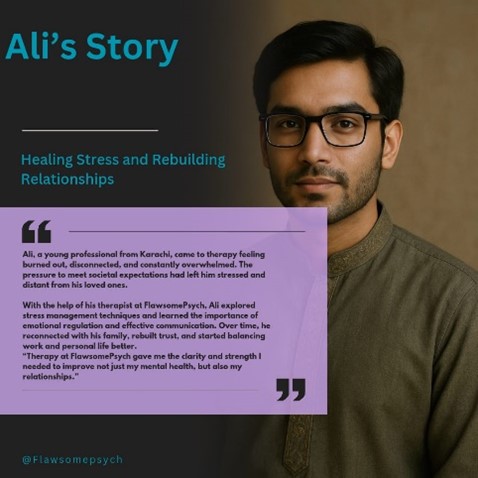 Ali’s Story
Healing Stress and Rebuilding
Relationships
Ali, a young professional from Karachi, came to therapy feeling
burned out, disconnected, and constantly overwhelmed. The
pressure to meet societal expectations had left him stressed and
distant from his loved ones.
With the help of his therapist at FlawsomePsych, Ali explored
stress management techniques and learned the importance of
emotional regulation and effective communication. Over time, he
reconnected with his family, rebuilt trust, and started balancing
work and personal life better.
“Therapy at FlawsomePsych gave me the clarity and strength I
needed to improve not just my mental health, but also my
relationships.”
@Flawsomepsych